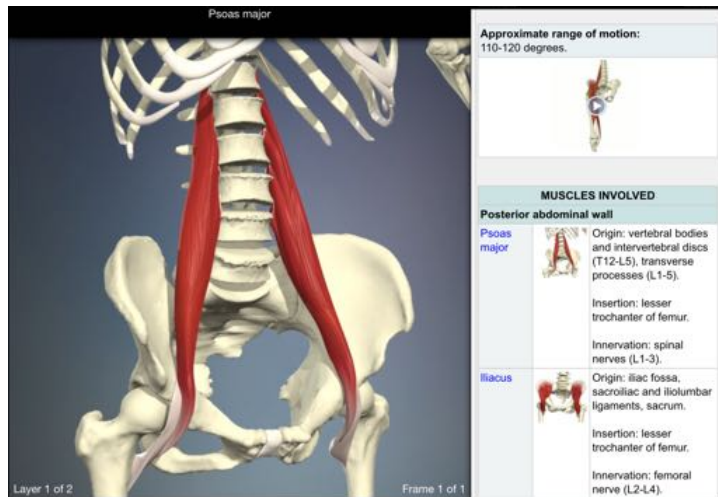 Psoas major
Layer 1 of 2
Frame 1 of 1
Approximate range of motion:
110-120 degrees.
MUSCLES INVOLVED
Posterior abdominal wall
Psoas
major
Origin: vertebral bodies
and intervertebral discs
(T12-L5), transverse
processes (L1-5).
Insertion: lesser
trochanter of femur.
Innervation: spinal
nerves (L1-3).
Iliacus
Origin: iliac fossa,
sacroiliac and iliolumbar
ligaments, sacrum.
Insertion: lesser
trochanter of femur.
Innervation: femoral
nerve (L2-L4).